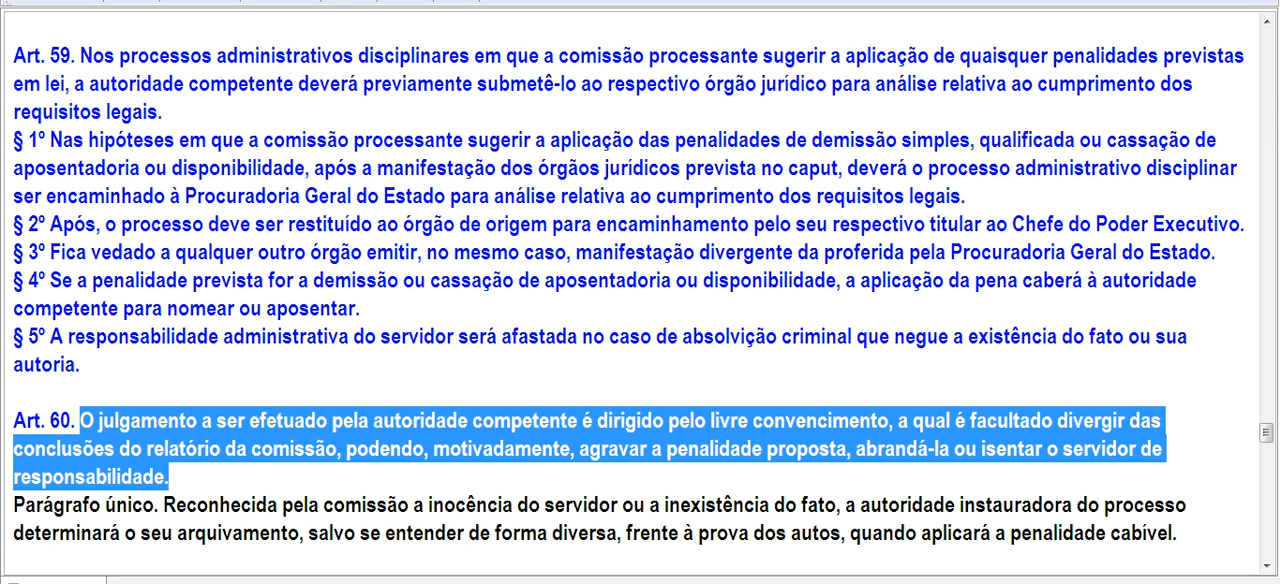 Art. 59. Nos processos administrativos disciplinares em que a comissão processante sugerir a aplicação de quaisquer penalidades previstas
em lei, a autoridade competente deverá previamente submetê-lo ao respectivo órgão jurídico para análise relativa ao cumprimento dos
requisitos legais.
§ 1º Nas hipóteses em que a comissão processante sugerir a aplicação das penalidades de demissão simples, qualificada ou cassação de
aposentadoria ou disponibilidade, após a manifestação dos órgãos jurídicos prevista no caput, deverá o processo administrativo disciplinar
ser encaminhado à Procuradoria Geral do Estado para análise relativa ao cumprimento dos requisitos legais.
§ 2º Após, o processo deve ser restituído ao órgão de origem para encaminhamento pelo seu respectivo titular ao Chefe do Poder Executivo.
§ 3º Fica vedado a qualquer outro órgão emitir, no mesmo caso, manifestação divergente da proferida pela Procuradoria Geral do Estado.
§ 4º Se a penalidade prevista for a demissão ou cassação de aposentadoria ou disponibilidade, a aplicação da pena caberá à autoridade
competente para nomear ou aposentar.
§ 5º A responsabilidade administrativa do servidor será afastada no caso de absolvição criminal que negue a existência do fato ou sua
autoria.
Art. 60. O julgamento a ser efetuado pela autoridade competente é dirigido pelo livre convencimento, a qual é facultado divergir das
conclusões do relatório da comissão, podendo, motivadamente, agravar a penalidade proposta, abrandá-la ou isentar o servidor de
responsabilidade.
Parágrafo único. Reconhecida pela comissão a inocência do servidor ou a inexistência do fato, a autoridade instauradora do processo
determinará o seu arquivamento, salvo se entender de forma diversa, frente à prova dos autos, quando aplicará a penalidade cabível.